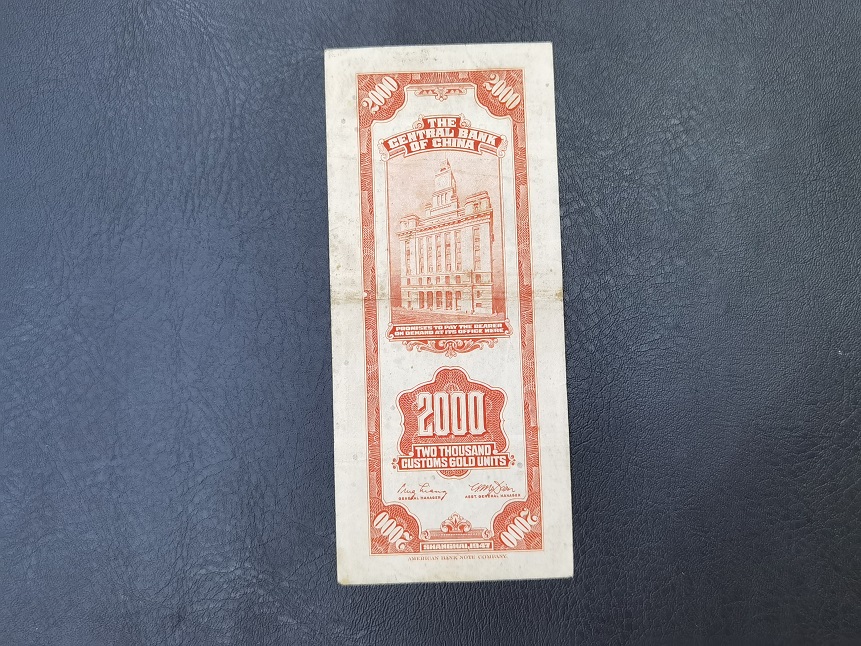 2000 2000
THE
CENTRAL BANK
OF CHINA
PROMISES TO PAY THE BEARER
ON DEMAND AT ITS OFFICE HERE
2000
TWO THOUSAND
CUSTOMS GOLD UNITS
GENERAL MANAGER ASST. GENERAL MANAGER
2000 2000
SHANGHAI, 1947
AMERICAN BANK NOTE COMPANY.